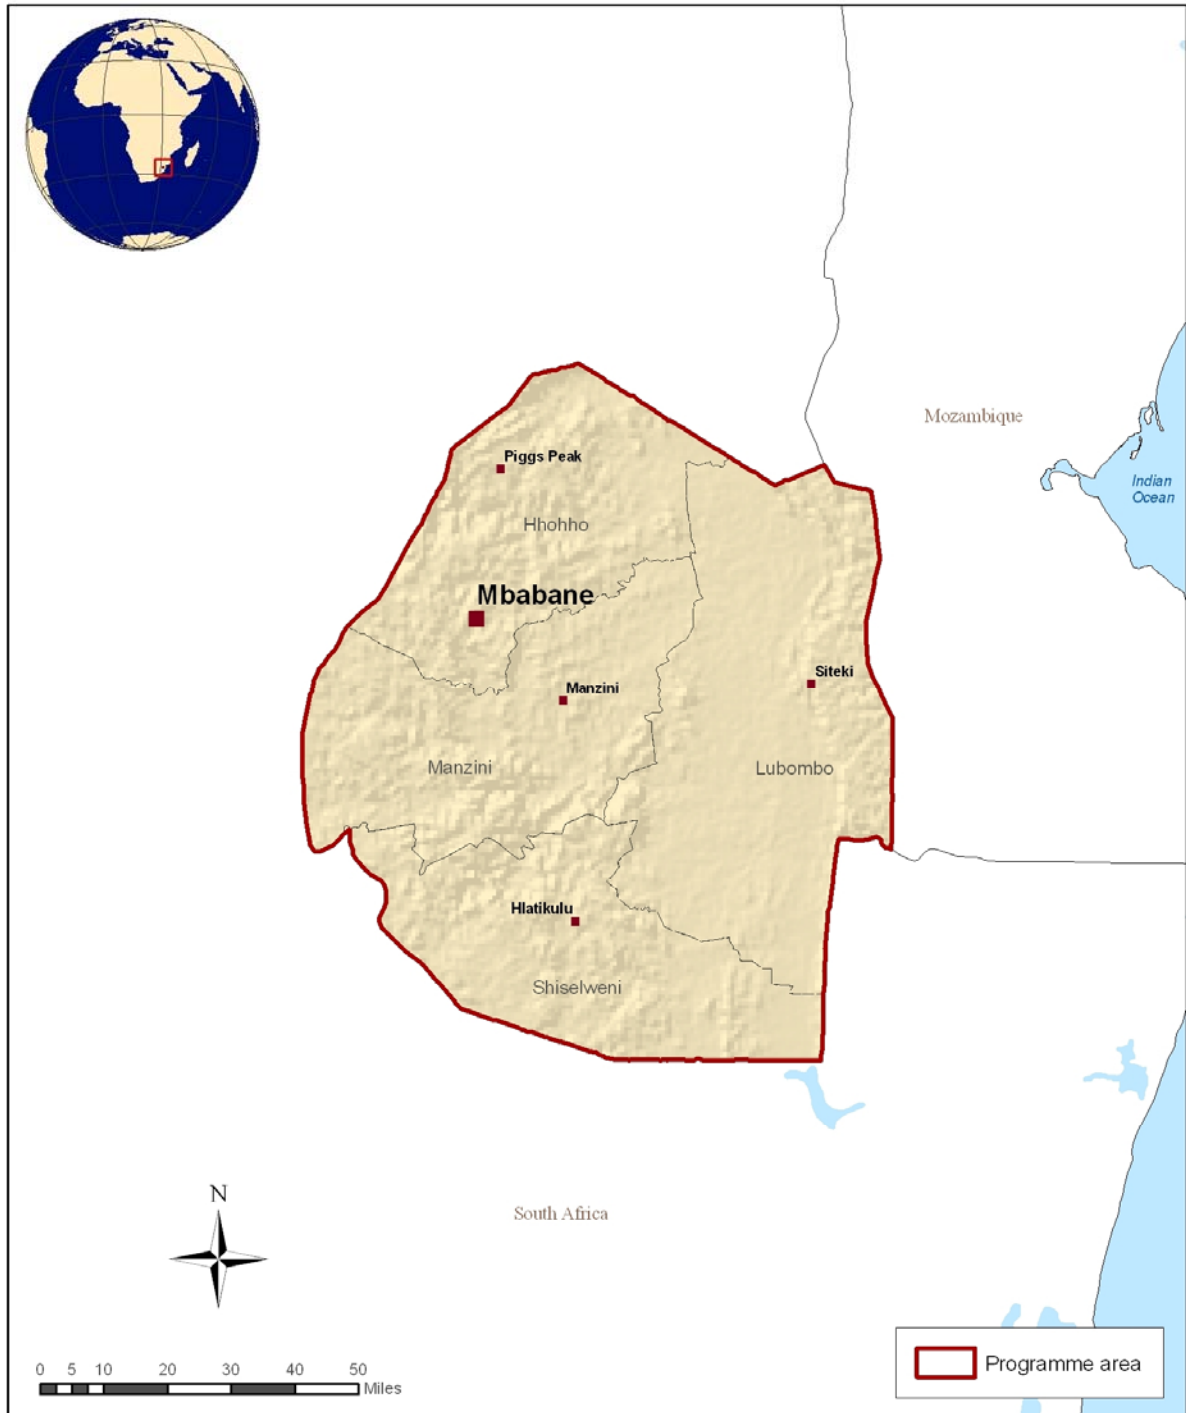 Mozambique
Indian
Ocean
Piggs Peak
Hhohho
Mbabane
Siteki
Manzini
Manzini
Lubombo
Hlatikulu
Shiselweni
N
South Africa
0 5 10 20 30 40 50
Miles
Programme area